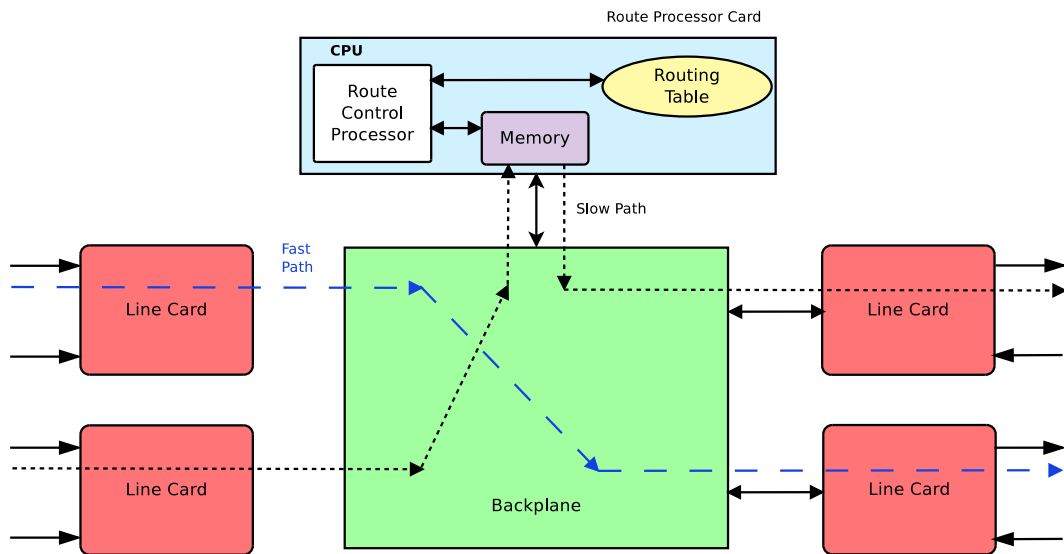 Route Processor Card
CPU
Route
Control
Processor
Routing
Table
Memory
Slow Path
Fast
Path
Line Card
Line Card
Line Card
Line Card
Backplane